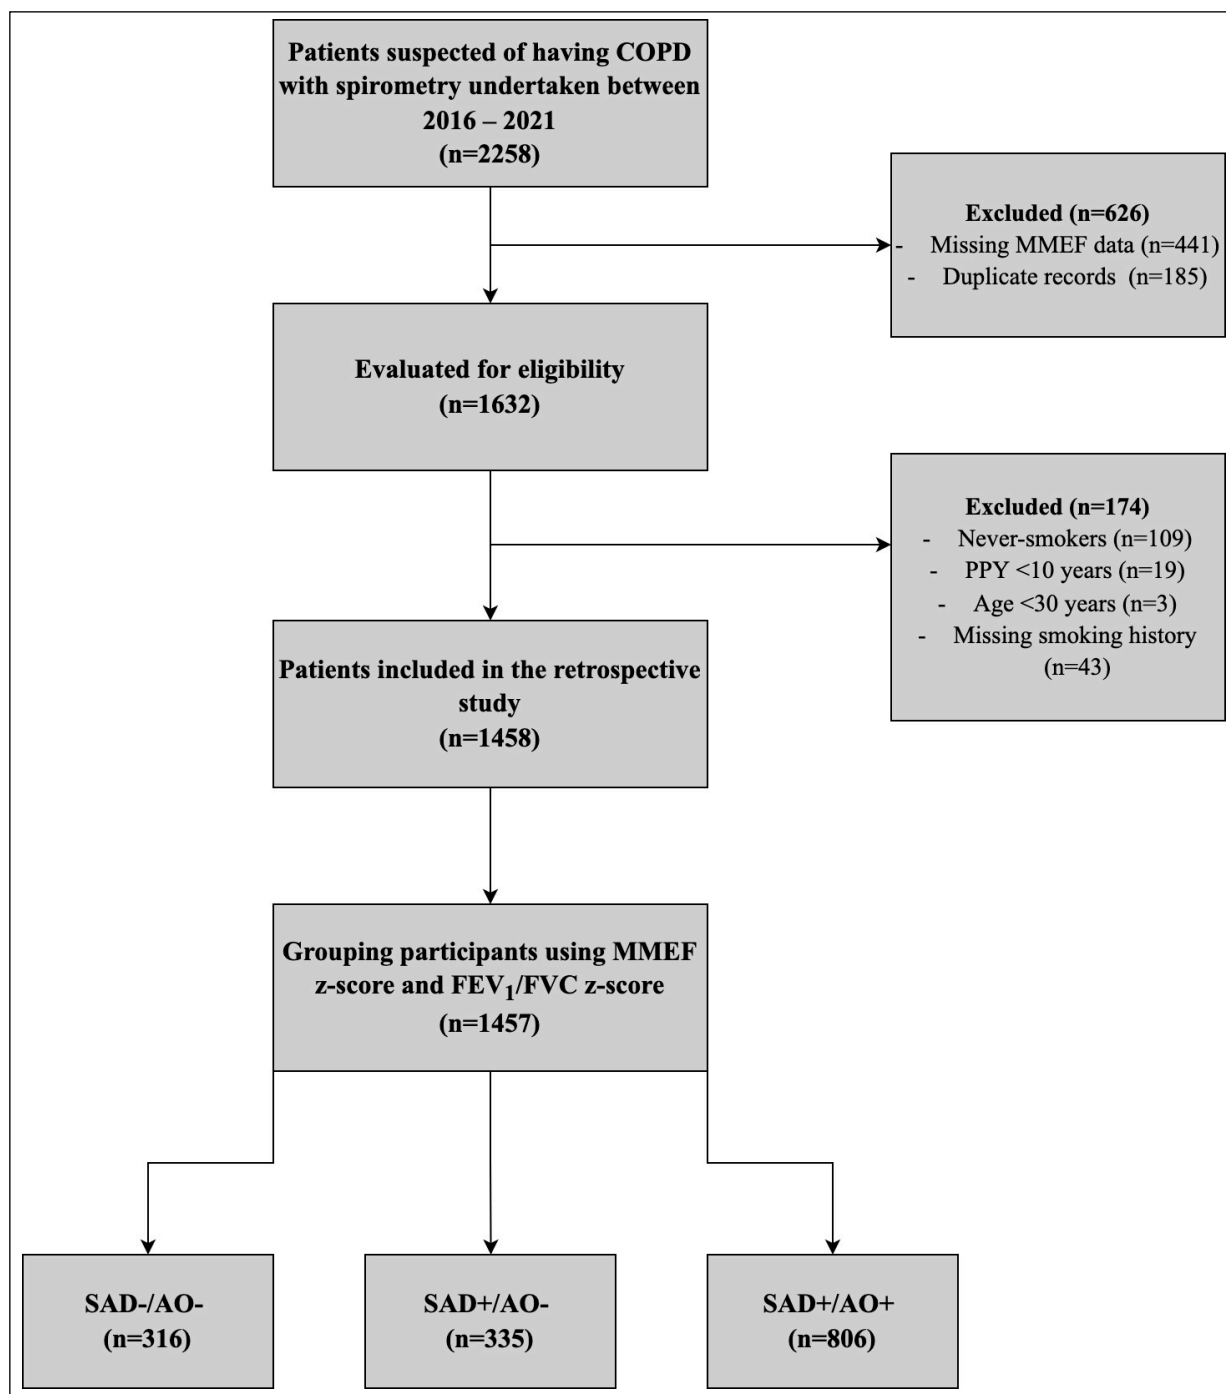 Patients suspected of having COPD
with spirometry undertaken between
2016 – 2021
(n=2258)
Excluded (n=626)
- Missing MMEF data (n=441)
- Duplicate records (n=185)
Evaluated for eligibility
(n=1632)
Excluded (n=174)
- Never-smokers (n=109)
- PPY <10 years (n=19)
- Age <30 years (n=3)
- Missing smoking history
(n=43)
Patients included in the retrospective
study
(n=1458)
Grouping participants using MMEF
z-score and FEV₁/FVC z-score
(n=1457)
SAD-/AO-
(n=316)
SAD+/AO-
(n=335)
SAD+/AO+
(n=806)